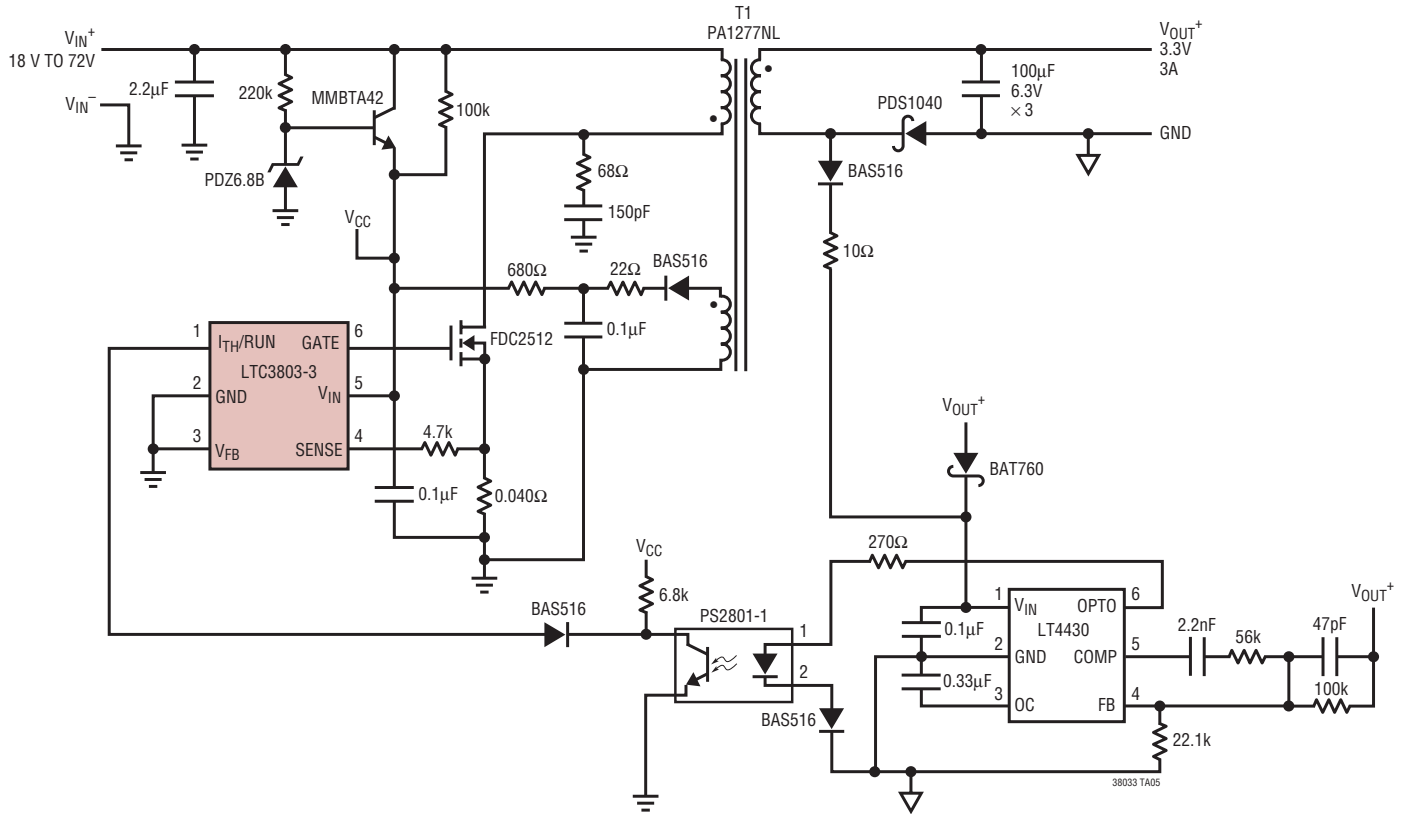 T1
PA1277NL
VIN+
18 V TO 72V
VIN−
2.2µF
220k
MMBTA42
100k
PDZ6.8B
VCC
68Ω
150pF
VOUT+
3.3V
3A
100µF
6.3V
×3
PDS1040
GND
BAS516
10Ω
680Ω
22Ω
BAS516
0.1µF
FDC2512
1
ITH/RUN
GATE
6
LTC3803-3
2
GND
VIN
5
3
VFB
SENSE
4
4.7k
0.1µF
0.040Ω
VOUT+
BAT760
VCC
6.8k
BAS516
PS2801-1
1
2
BAS516
270Ω
1
VIN
OPTO
6
LT4430
2
GND
COMP
5
3
OC
FB
4
0.1µF
0.33µF
2.2nF
56k
47pF
100k
VOUT+
22.1k
38033 TA05